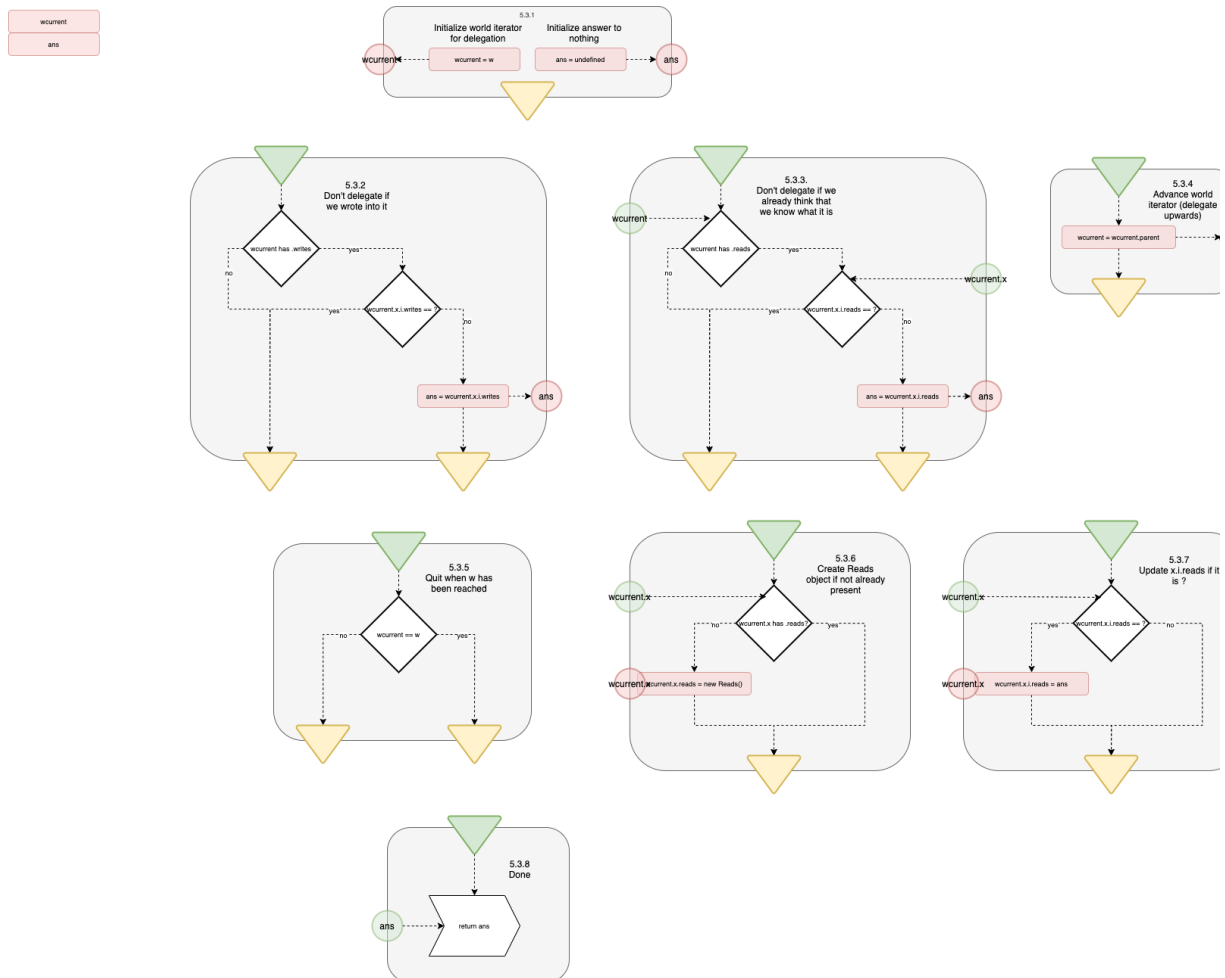 wcurrent
ans
5.3.1
Initialize world iterator
for delegation
Initialize answer to
nothing
wcurrent
wcurrent = w
ans = undefined
ans
5.3.2
Don't delegate if
we wrote into it
wcurrent has .writes
yes
no
wcurrent.x.i.writes == ?
yes
no
ans = wcurrent.x.i.writes
ans
5.3.3.
Don't delegate if we
already think that
we know what it is
wcurrent
wcurrent has .reads
yes
no
wcurrent.x
wcurrent.x.i.reads == ?
yes
no
ans = wcurrent.x.i.reads
ans
5.3.4
Advance world
iterator (delegate
upwards)
wcurrent = wcurrent.parent
5.3.5
Quit when w has
been reached
wcurrent == w
no
yes
5.3.6
Create Reads
object if not already
present
wcurrent.x
wcurrent.x has .reads?
no
yes
wcurrent.x
wcurrent.x.reads = new Reads()
5.3.7
Update x.i.reads if it
is ?
wcurrent.x
wcurrent.x.i.reads == ?
yes
no
wcurrent.x
wcurrent.x.i.reads = ans
5.3.8
Done
ans
return ans